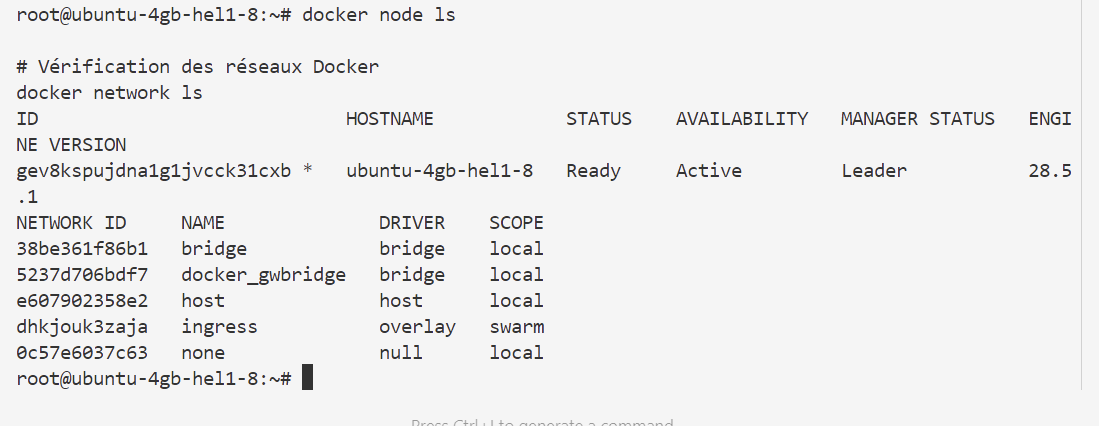 root@ubuntu-4gb-hel1-8:~# docker node ls
# Vérification des réseaux Docker
docker network ls
ID HOSTNAME STATUS AVAILABILITY MANAGER STATUS ENGI
NE VERSION
gev8kspujdna1g1jvcck31cxb * ubuntu-4gb-hel1-8 Ready Active Leader 28.5
.1
NETWORK ID NAME DRIVER SCOPE
38be361f86b1 bridge bridge local
5237d706bdf7 docker_gwbridge bridge local
e607902358e2 host host local
dhkjouk3zaja ingress overlay swarm
0c57e6037c63 none null local
root@ubuntu-4gb-hel1-8:~#
to generate a command